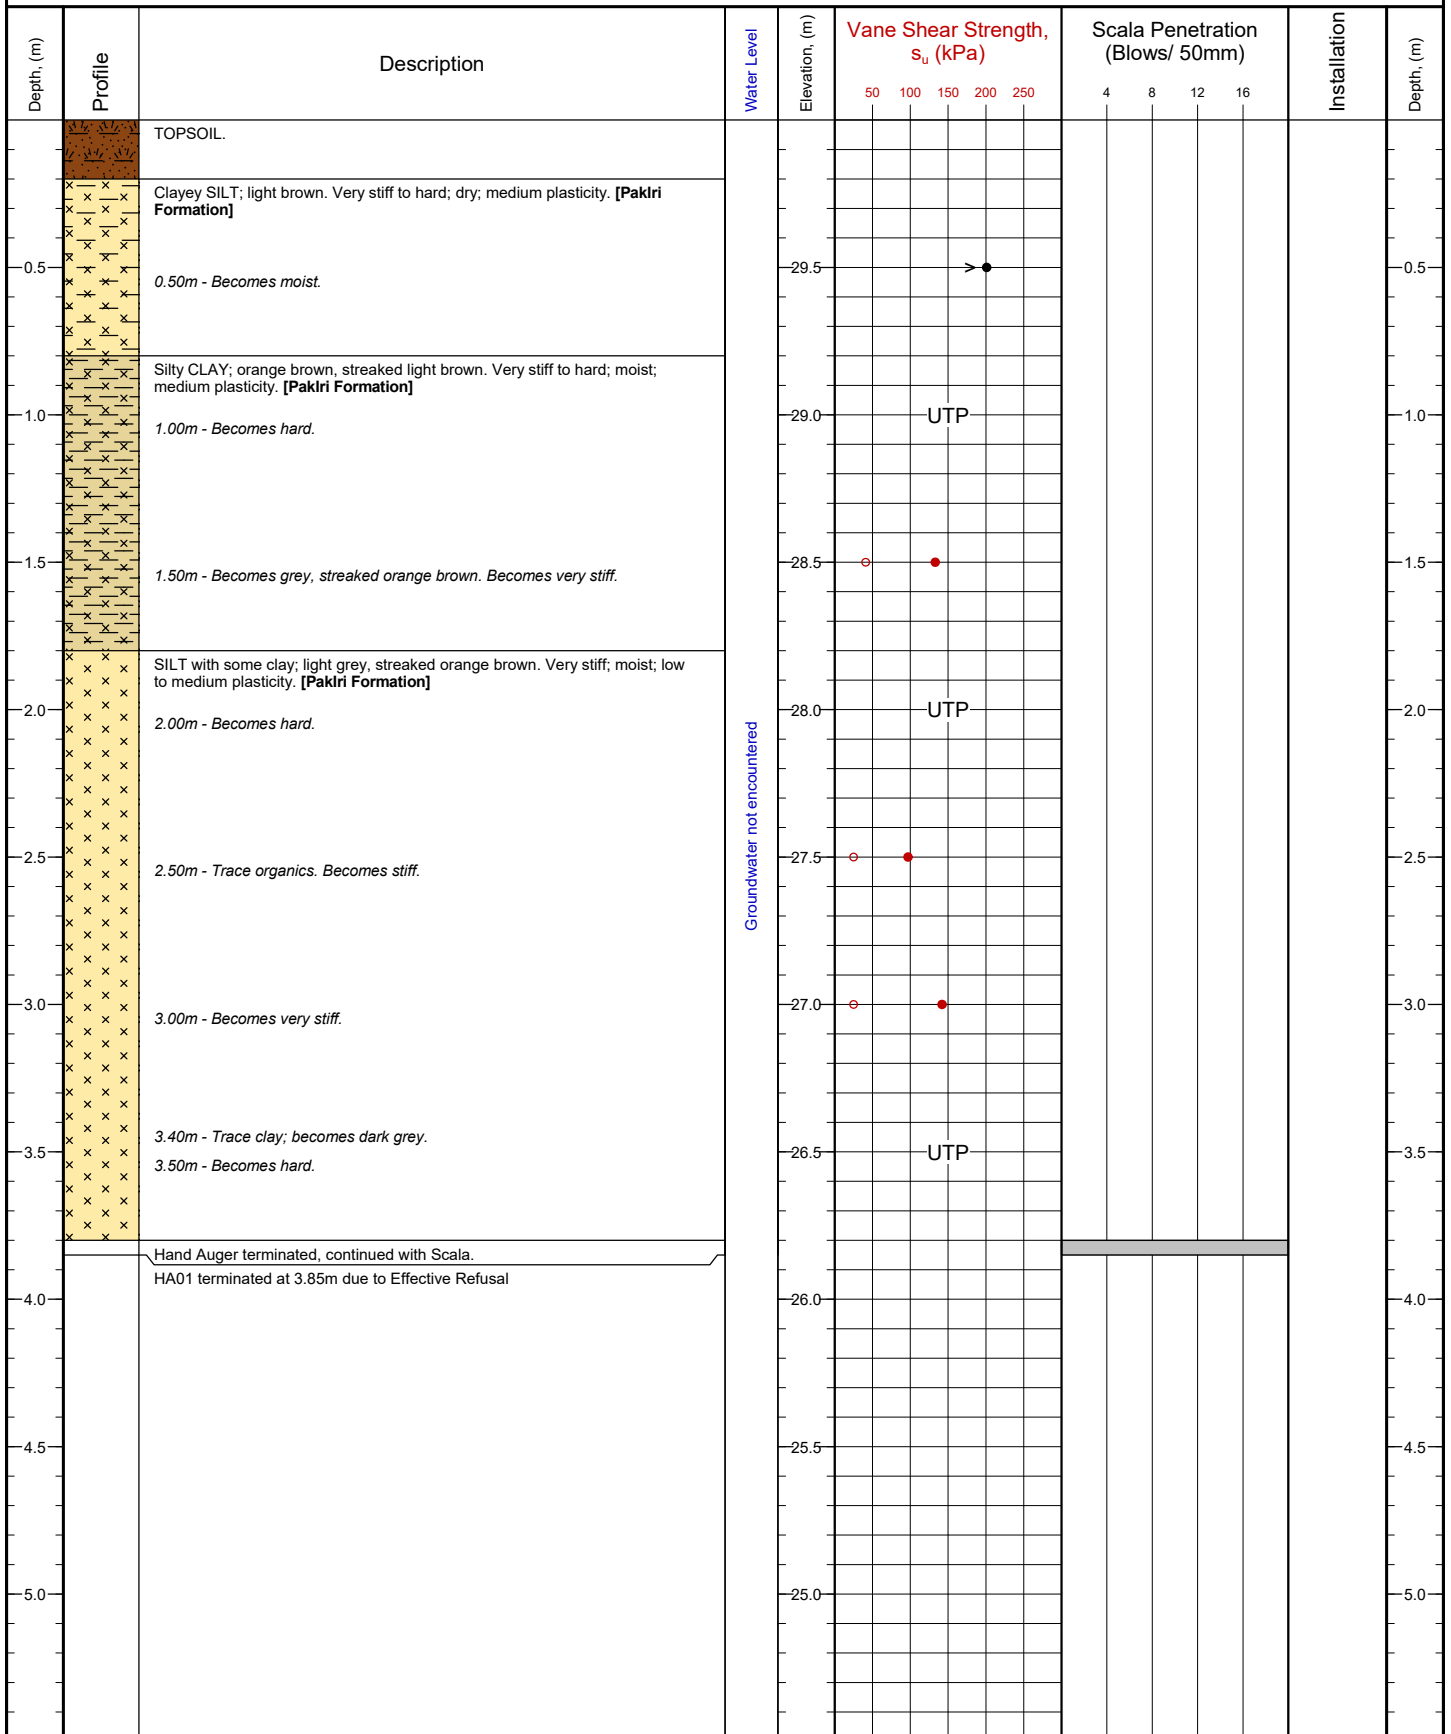 Depth, (m)
Profile
Description
Water Level
Elevation, (m)
Vane Shear Strength,
su (kPa)
50 100 150 200 250
Scala Penetration
(Blows/ 50mm)
4 8 12 16
Installation
Depth, (m)
TOPSOIL.
Clayey SILT; light brown. Very stiff to hard; dry; medium plasticity. [PakIri
Formation]
0.5 29.5 > 0.5
0.50m - Becomes moist.
Silty CLAY; orange brown, streaked light brown. Very stiff to hard; moist;
medium plasticity. [PakIri Formation]
1.0 29.0 UTP 1.0
1.00m - Becomes hard.
1.5 28.5 1.5
1.50m - Becomes grey, streaked orange brown. Becomes very stiff.
SILT with some clay; light grey, streaked orange brown. Very stiff; moist; low
to medium plasticity. [PakIri Formation]
2.0 28.0 UTP 2.0
2.00m - Becomes hard.
Groundwater not encountered
2.5 27.5 2.5
2.50m - Trace organics. Becomes stiff.
3.0 27.0 3.0
3.00m - Becomes very stiff.
3.40m - Trace clay; becomes dark grey.
3.5 26.5 UTP 3.5
3.50m - Becomes hard.
Hand Auger terminated, continued with Scala.
HA01 terminated at 3.85m due to Effective Refusal
4.0 26.0 4.0
4.5 25.5 4.5
5.0 25.0 5.0